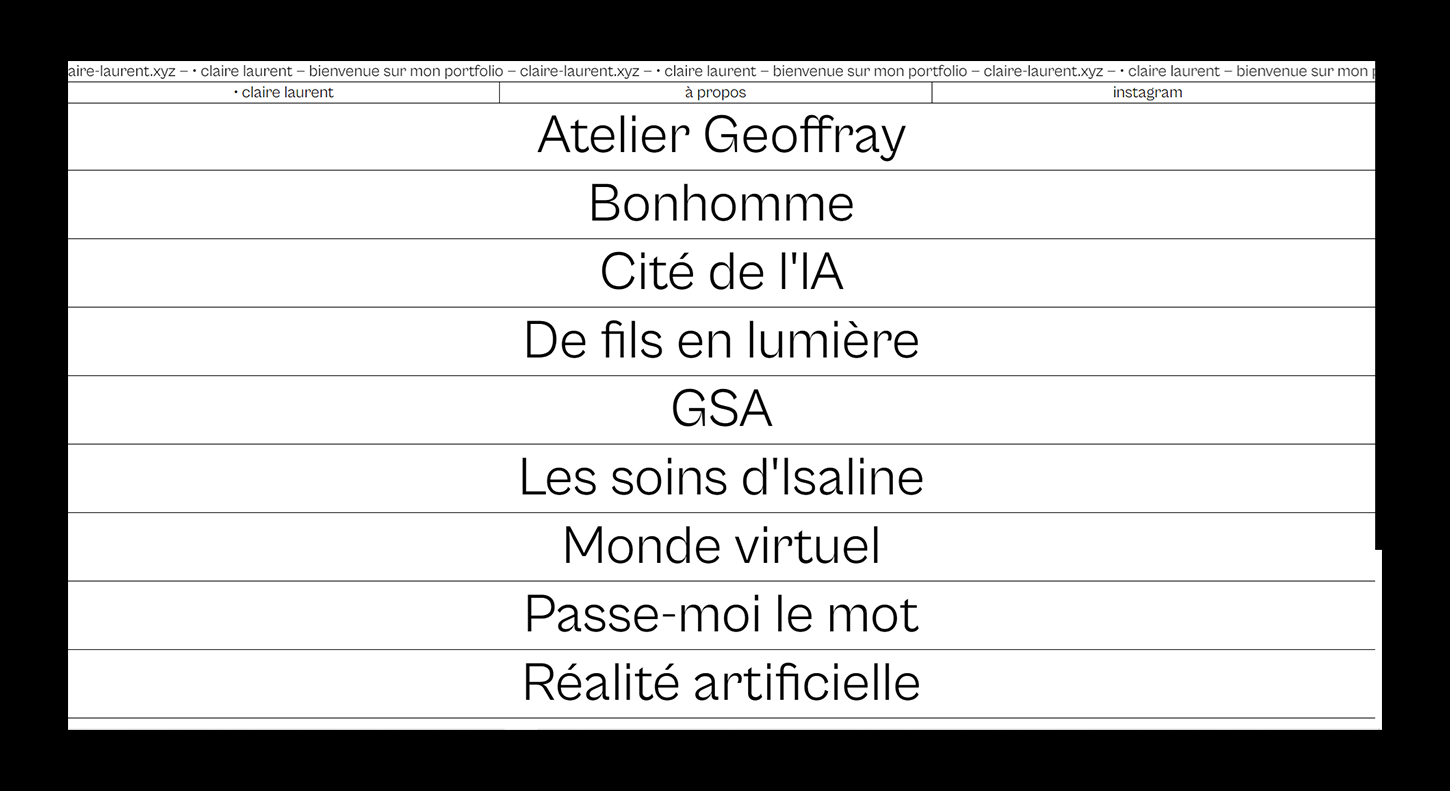 aire-laurent.xyz – • claire laurent – bienvenue sur mon portfolio – claire-laurent.xyz – • claire laurent – bienvenue sur mon portfolio – claire-laurent.xyz – • claire laurent – bienvenue sur mon
• claire laurent à propos instagram
Atelier Geoffray
Bonhomme
Cité de l'IA
De fils en lumière
GSA
Les soins d'Isaline
Monde virtuel
Passe-moi le mot
Réalité artificielle